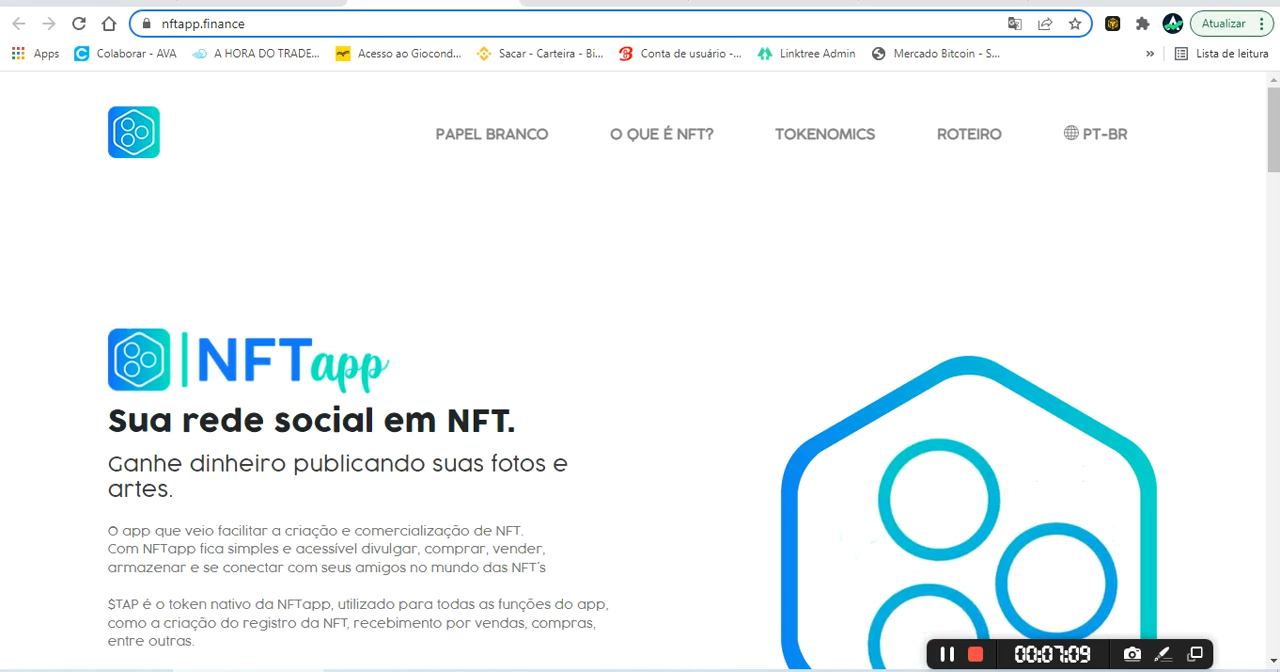 nftapp.finance
Atualizar
Apps
Colaborar - AVA
A HORA DO TRADE...
Acesso ao Giocond...
Sacar - Carteira - Bi...
Conta de usuário -...
Linktree Admin
Mercado Bitcoin - S...
»
Lista de leitura
PAPEL BRANCO
O QUE É NFT?
TOKENOMICS
ROTEIRO
PT-BR
NFTapp
Sua rede social em NFT.
Ganhe dinheiro publicando suas fotos e
artes.
O app que veio facilitar a criação e comercialização de NFT.
Com NFTapp fica simples e acessível divulgar, comprar, vender,
armazenar e se conectar com seus amigos no mundo das NFT's
$TAP é o token nativo da NFTapp, utilizado para todas as funções do app,
como a criação do registro da NFT, recebimento por vendas, compras,
entre outras.
00:07:09